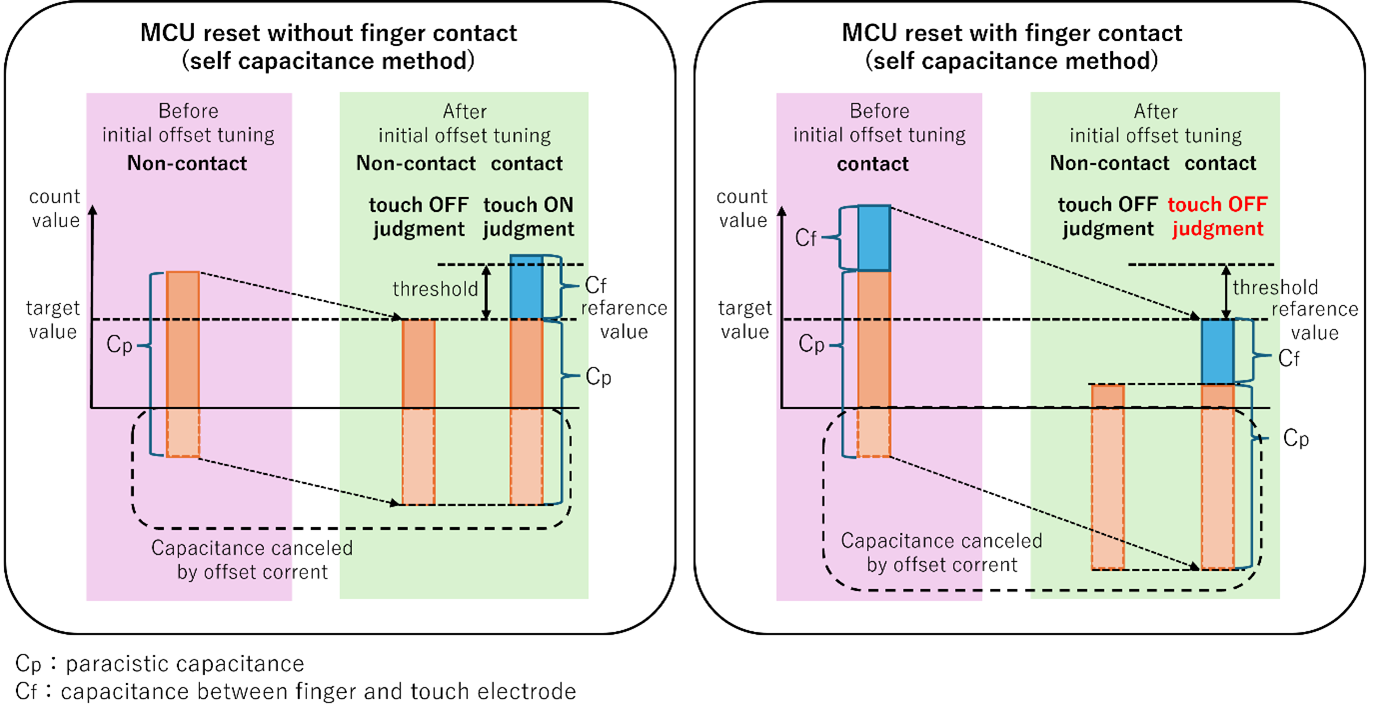 MCU reset without finger contact
(self capacitance method)
Before
initial offset tuning
Non-contact
After
initial offset tuning
Non-contact contact
count
value
touch OFF
judgment
touch ON
judgment
threshold
Cf
refarance
value
target
value
Cp
Cp
Capacitance canceled
by offset corrent
MCU reset with finger contact
(self capacitance method)
Before
initial offset tuning
contact
After
initial offset tuning
Non-contact contact
count
value
touch OFF
judgment
touch OFF
judgment
Cf
threshold
refarance
value
target
value
Cp
Cf
Cp
Capacitance canceled
by offset corrent
Cp：paracistic capacitance
Cf：capacitance between finger and touch electrode